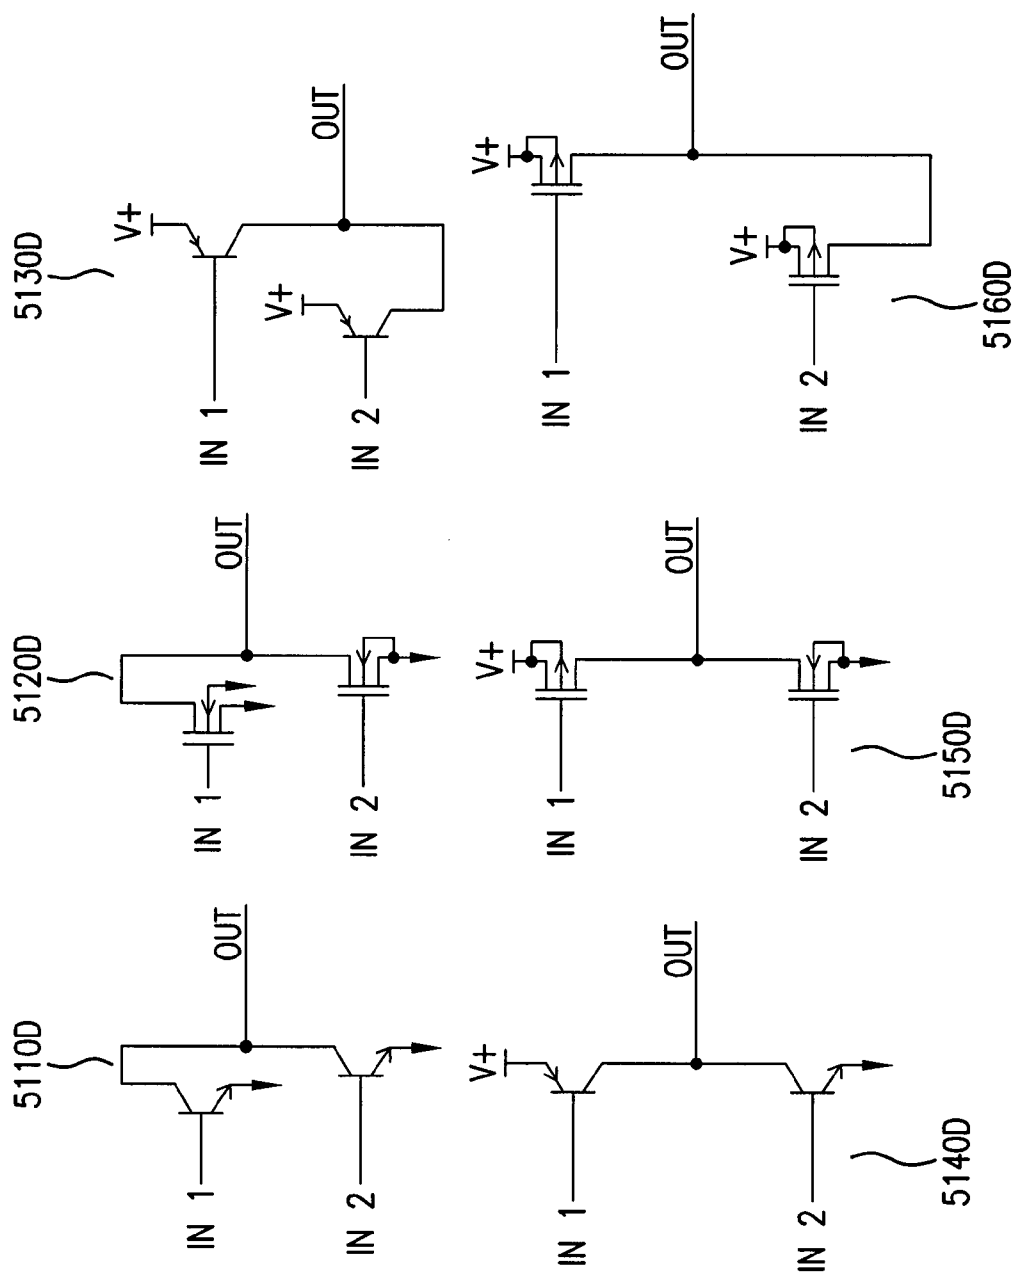 5110D
IN 1
IN 2
OUT
5120D
IN 1
IN 2
OUT
5130D
V+
IN 1
V+
IN 2
OUT
V+
IN 1
IN 2
OUT
5140D
V+
IN 1
IN 2
OUT
5150D
V+
IN 1
V+
IN 2
OUT
5160D